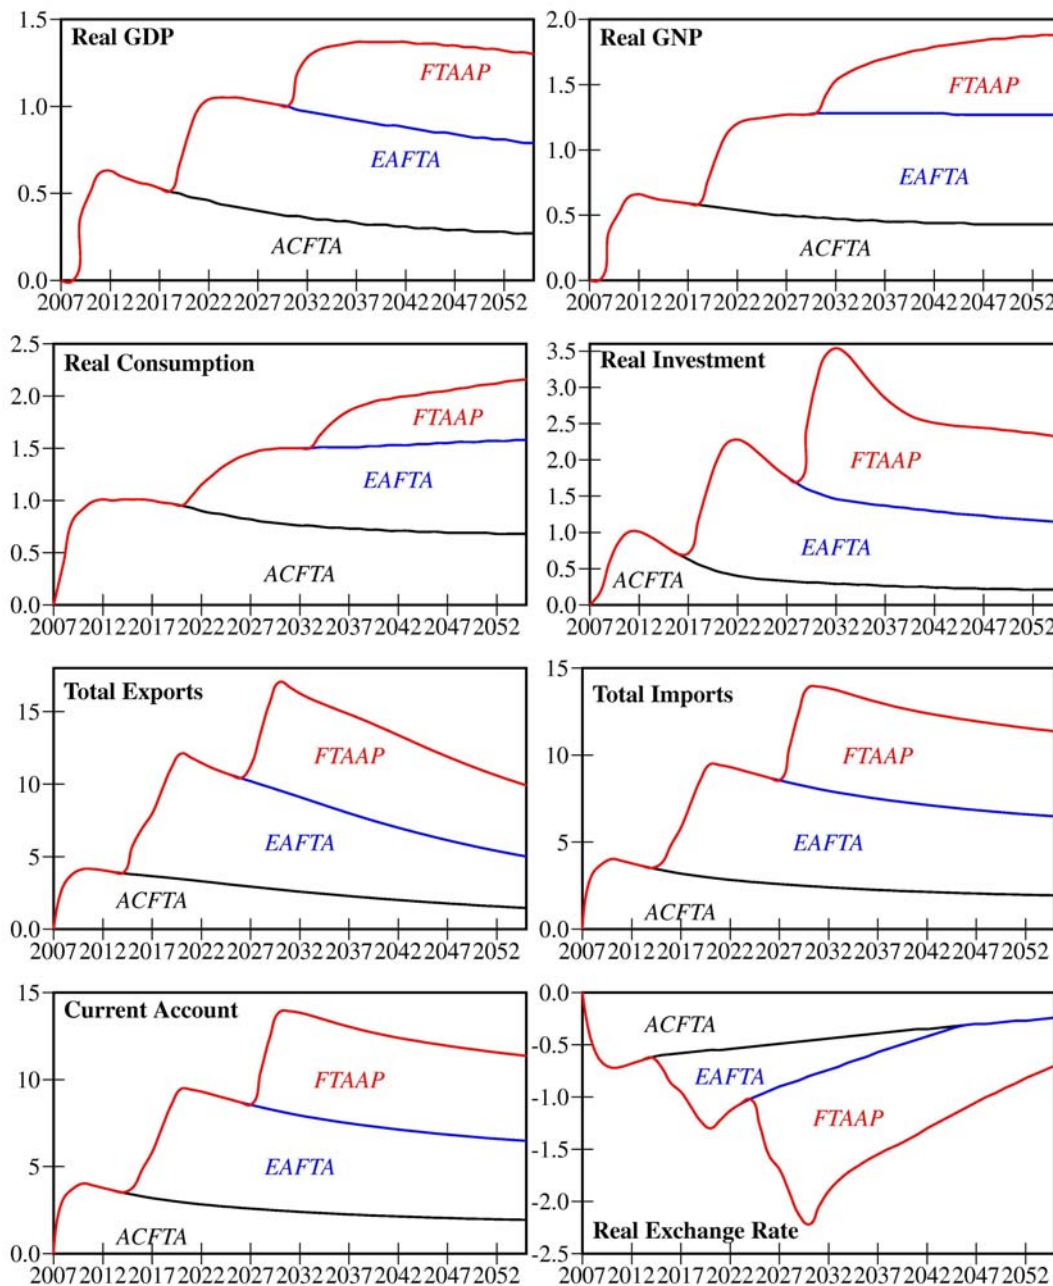 Real GDP
1.5
1.0
0.5
0.0
FTAAP
EAFTA
ACFTA
2007 2012 2017 2022 2027 2032 2037 2042 2047 2052
Real GNP
2.0
1.5
1.0
0.5
0.0
FTAAP
EAFTA
ACFTA
2007 2012 2017 2022 2027 2032 2037 2042 2047 2052
Real Consumption
2.5
2.0
1.5
1.0
0.5
0.0
FTAAP
EAFTA
ACFTA
2007 2012 2017 2022 2027 2032 2037 2042 2047 2052
Real Investment
3.5
3.0
2.5
2.0
1.5
1.0
0.5
0.0
FTAAP
EAFTA
ACFTA
2007 2012 2017 2022 2027 2032 2037 2042 2047 2052
Total Exports
15
10
5
0.0
FTAAP
EAFTA
ACFTA
2007 2012 2017 2022 2027 2032 2037 2042 2047 2052
Total Imports
15
10
5
0.0
FTAAP
EAFTA
ACFTA
2007 2012 2017 2022 2027 2032 2037 2042 2047 2052
Current Account
15
10
5
0.0
FTAAP
EAFTA
ACFTA
2007 2012 2017 2022 2027 2032 2037 2042 2047 2052
0.0
-0.5
-1.0
-1.5
-2.0
-2.5
ACFTA
EAFTA
FTAAP
Real Exchange Rate
2007 2012 2017 2022 2027 2032 2037 2042 2047 2052